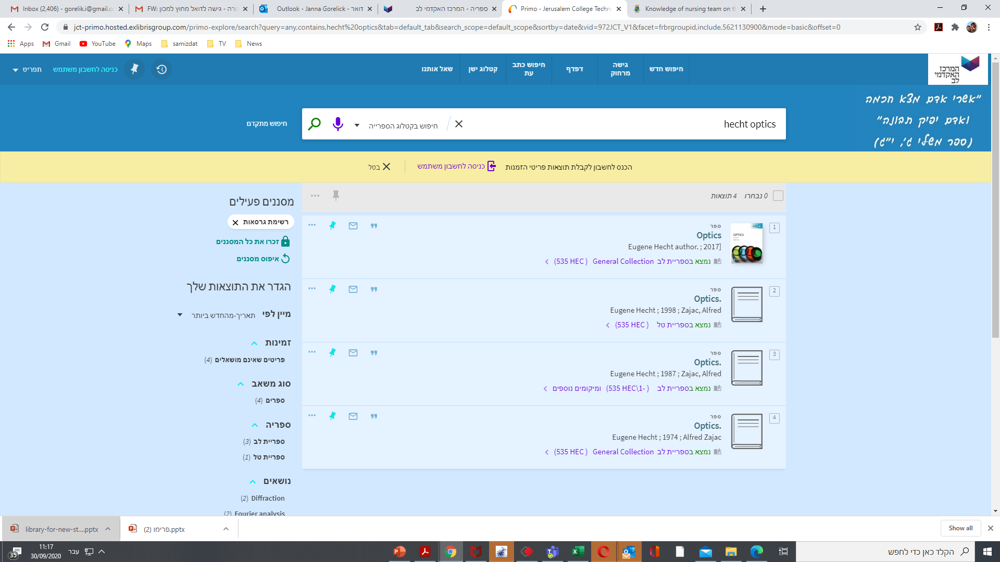 Inbox (2,406) - gorelik.i@gmail.c
FW: גישה לדואל מחוץ למכון - יגורה
Outlook - Janna Gorelick - דואר
ספריה - המרכז האקדמי לב
Primo - Jerusalem College Techn
Knowledge of nursing team on t
jct-primo.hosted.exlibrisgroup.com/primo-explore/search?query=any,contains,hecht%20optics&tab=default_tab&search_scope=default_scope&sortby=date&vid=972JCT_V1&facet=frbrgroupid,include,5621130900&mode=basic&offset=0
Apps Gmail YouTube Maps samizdat TV News
המרכז
האקדמי
לב
חיפוש חדש
גישה
מרחוק
דפדף
חיפוש כתב
עת
קטלוג ישן
שאל אותנו
כניסה לחשבון משתמש
תפריט
"אשרי אדם מצא חכמה
ואדם יפיק תבונה"
(ספר משלי ג', י"ג)
hecht optics
חיפוש בקטלוג הספרייה
חיפוש מתקדם
הכנס לחשבון לקבלת תוצאות פריטי הזמנות
כניסה לחשבון משתמש
בטל
0 נבחרו 4 תוצאות
1
ספר
OPTICS
Optics
Eugene Hecht author. ; 2017]
נמצא בספריית לב General Collection (535 HEC )
2
ספר
Optics.
Eugene Hecht ; 1998 ; Zajac, Alfred
נמצא בספריית טל (535 HEC )
3
ספר
Optics.
Eugene Hecht ; 1987 ; Zajac, Alfred
נמצא בספריית לב (535 HEC\1- ) ומיקומים נוספים
4
ספר
Optics.
Eugene Hecht ; 1974 ; Alfred Zajac
נמצא בספריית לב General Collection (535 HEC )
מסננים פעילים
רשימת גרסאות
זכרו את כל המסננים
איפוס מסננים
הגדר את התוצאות שלך
מיין לפי תאריך-מהחדש ביותר
זמינות
פריטים שאינם מושאלים (4)
סוג משאב
ספרים (4)
ספריה
ספריית לב (3)
ספריית טל (1)
נושאים
Diffraction (2)
Fourier analysis (2)
library-for-new-st....pptx
פרימו (2).pptx
Show all
35
11:17
30/09/2020
עבר
הקלד כאן כדי לחפש